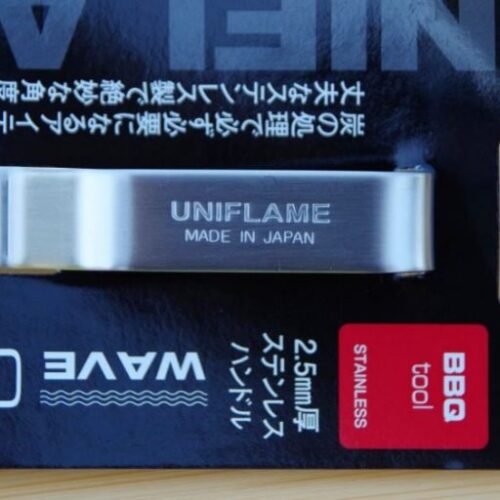 NIFLA
炭の処理で必ず必要になるアイテ
丈夫なステンレス製で絶妙な角度
UNIFLAME
MADE IN JAPAN
BBQ
tool
STAINLESS
2.5mm厚
ステンレス
ハンドル
WAVE